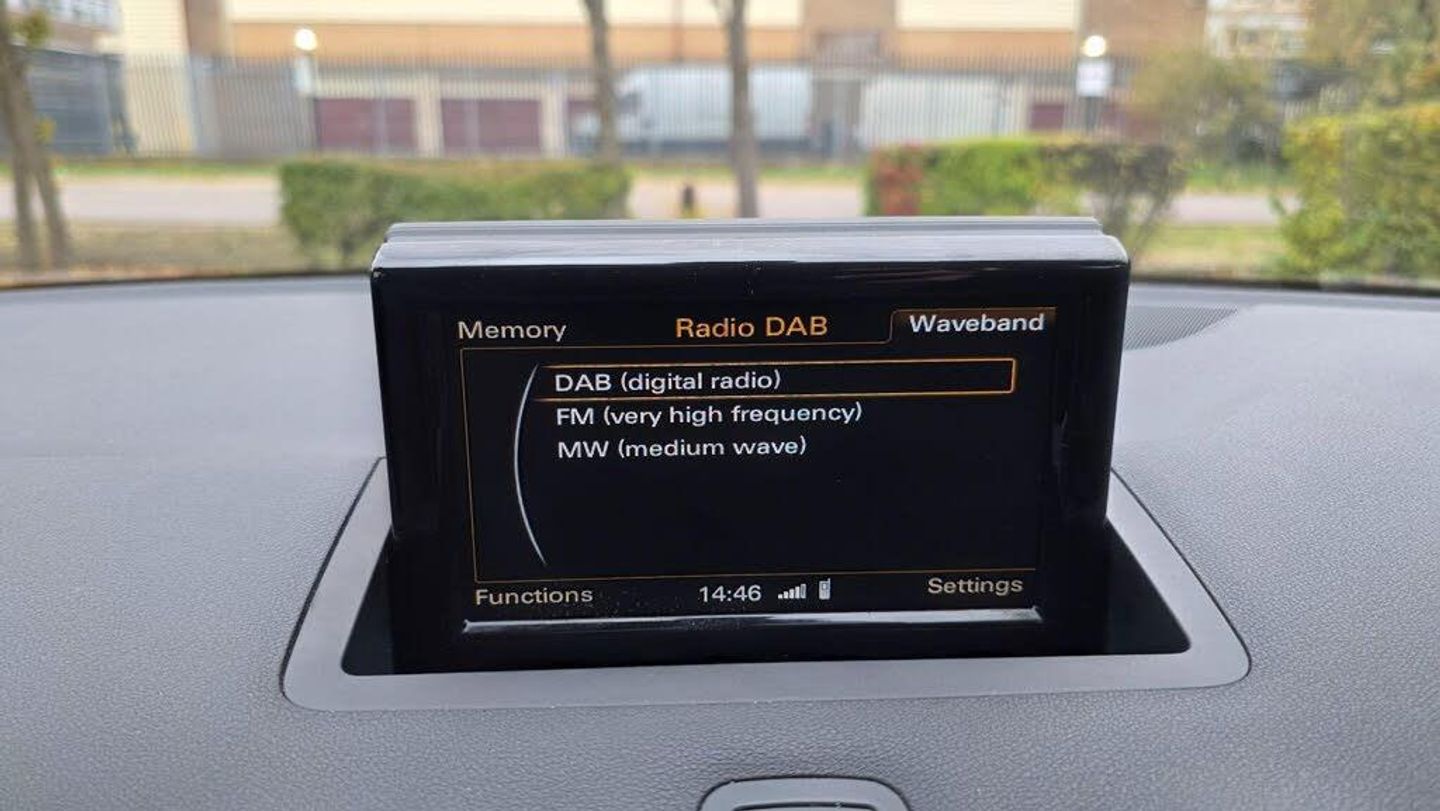 Memory Radio DAB Waveband
DAB (digital radio)
FM (very high frequency)
MW (medium wave)
Functions 14:46 Settings